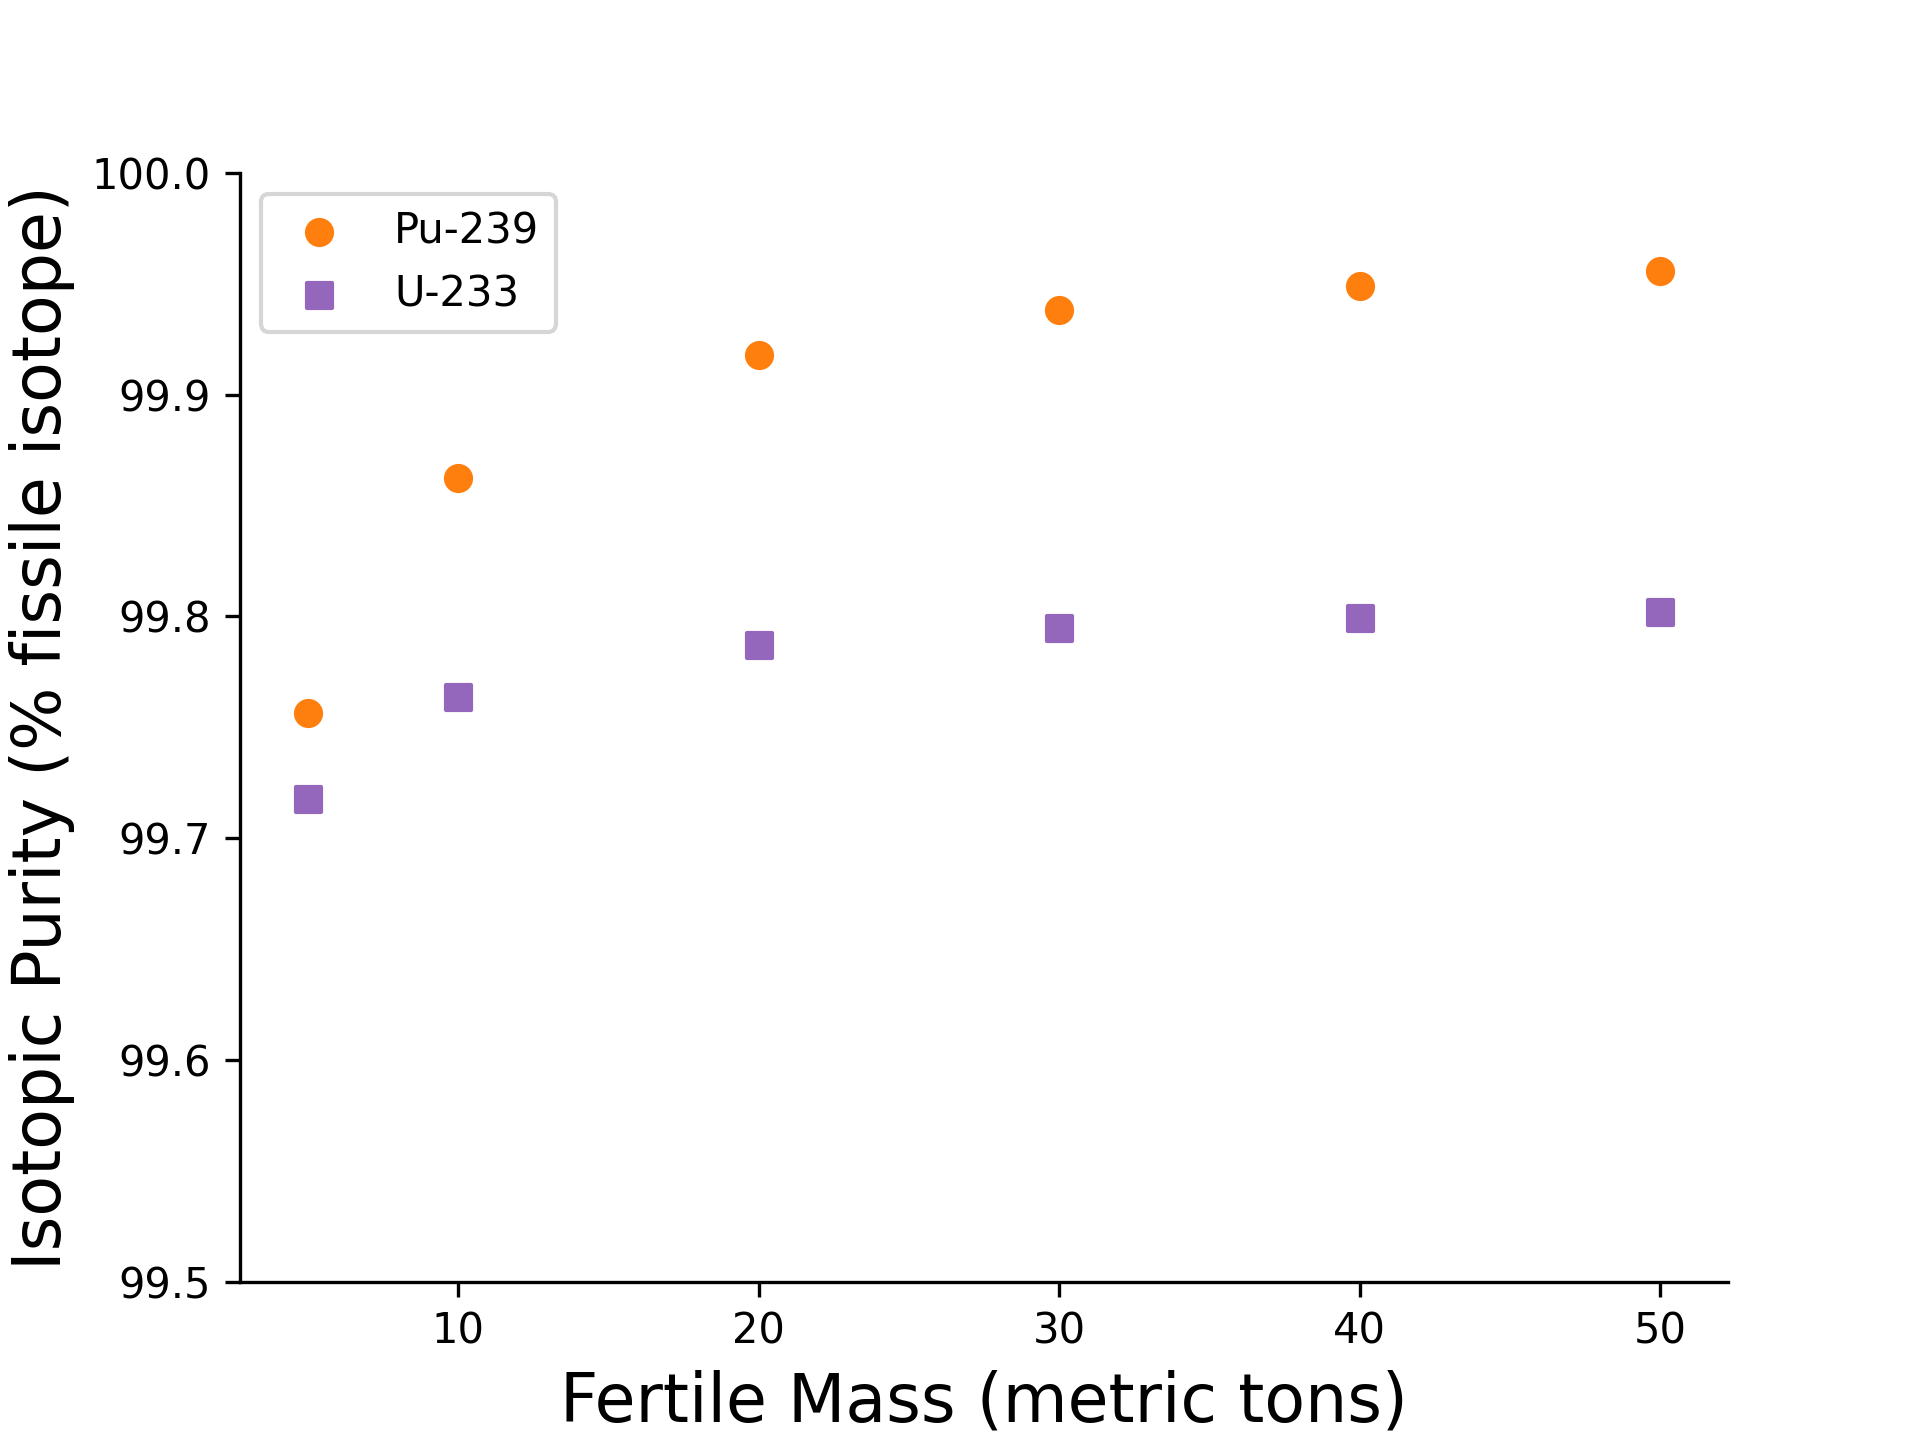 100.0
99.9
99.8
99.7
99.6
99.5
Isotopic Purity (% fissile isotope)
Pu-239
U-233
10 20 30 40 50
Fertile Mass (metric tons)